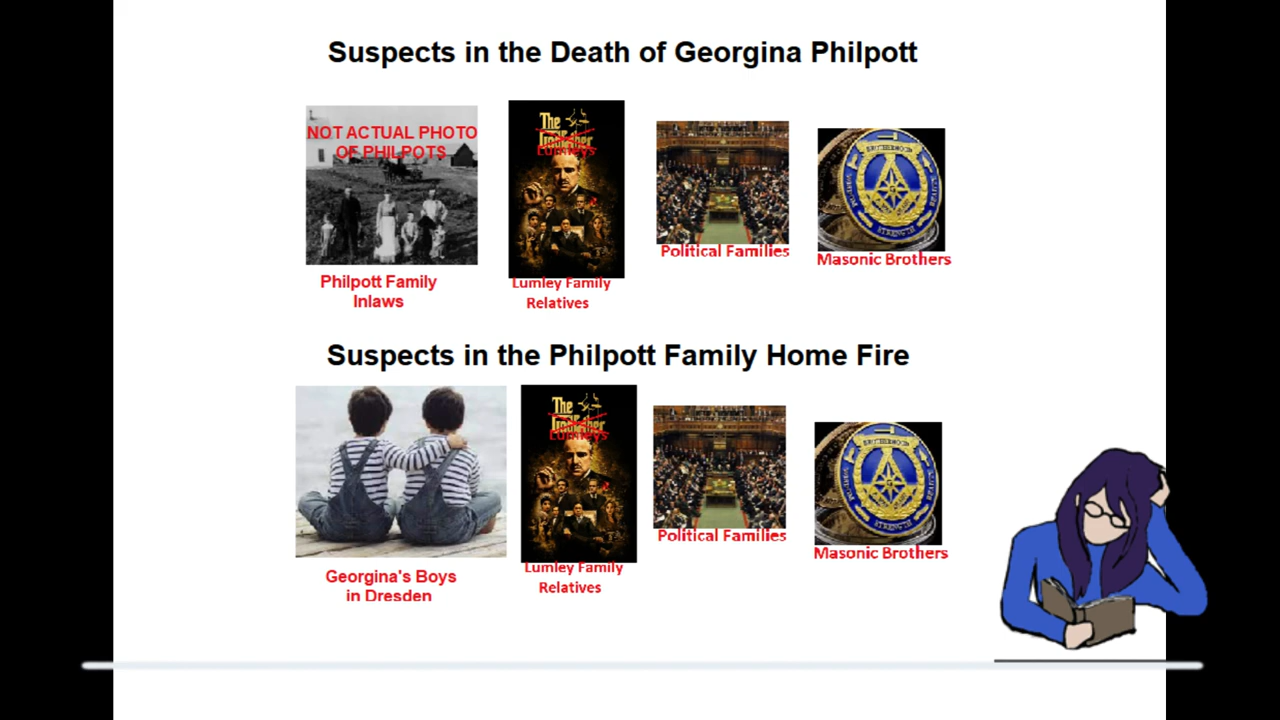 Suspects in the Death of Georgina Philpott
NOT ACTUAL PHOTO
OF PHILPOTS
The
Lumleys
BROTHERHOOD
STRENGTH
Philpott Family
Inlaws
Lumley Family
Relatives
Political Families
Masonic Brothers
Suspects in the Philpott Family Home Fire
The
Lumleys
BROTHERHOOD
STRENGTH
Georgina's Boys
in Dresden
Lumley Family
Relatives
Political Families
Masonic Brothers